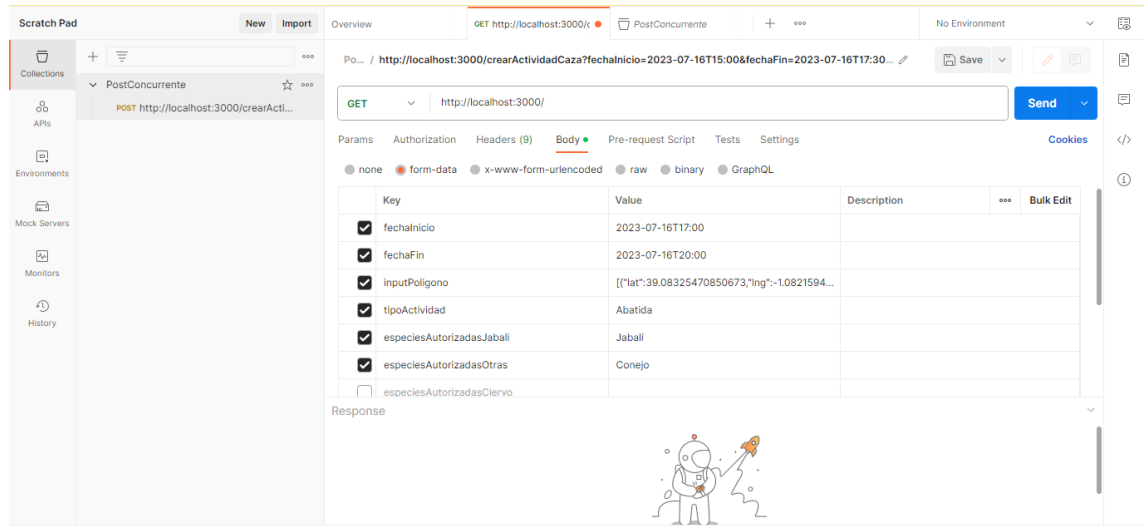 Scratch Pad
New
Import
Overview
GET http://localhost:3000/c
PostConcurrente
No Environment
Collections
APIs
Environments
Mock Servers
Monitors
History
PostConcurrente
POST http://localhost:3000/crearActi...
Po... / http://localhost:3000/crearActividadCaza?fechaInicio=2023-07-16T15:00&fechaFin=2023-07-16T17:30...
Save
GET
http://localhost:3000/
Send
Params Authorization Headers (9) Body Pre-request Script Tests Settings
Cookies
none form-data x-www-form-urlencoded raw binary GraphQL
Key Value Description Bulk Edit
fechaInicio 2023-07-16T17:00
fechaFin 2023-07-16T20:00
inputPoligono [{"lat":39.08325470850673,"lng":-1.0821594...
tipoActividad Abatida
especiesAutorizadasJabali Jabalí
especiesAutorizadasOtras Conejo
especiesAutorizadasCiervo
Response